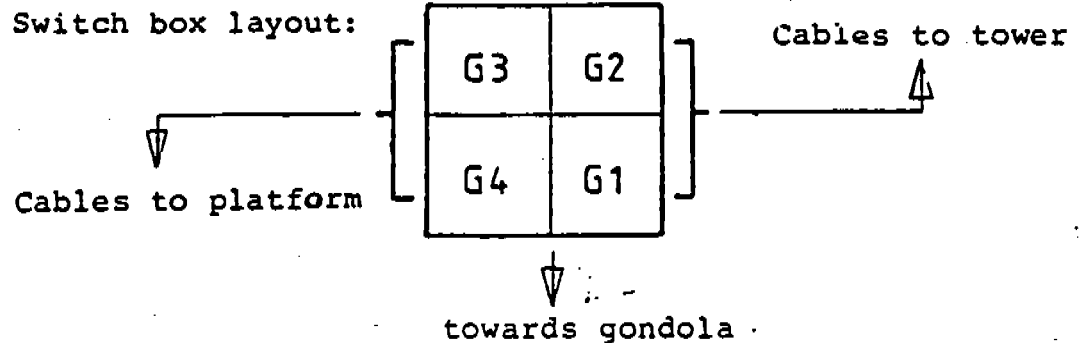 Switch box layout:
Cables to tower
G3 G2
G4 G1
Cables to platform
towards gondola